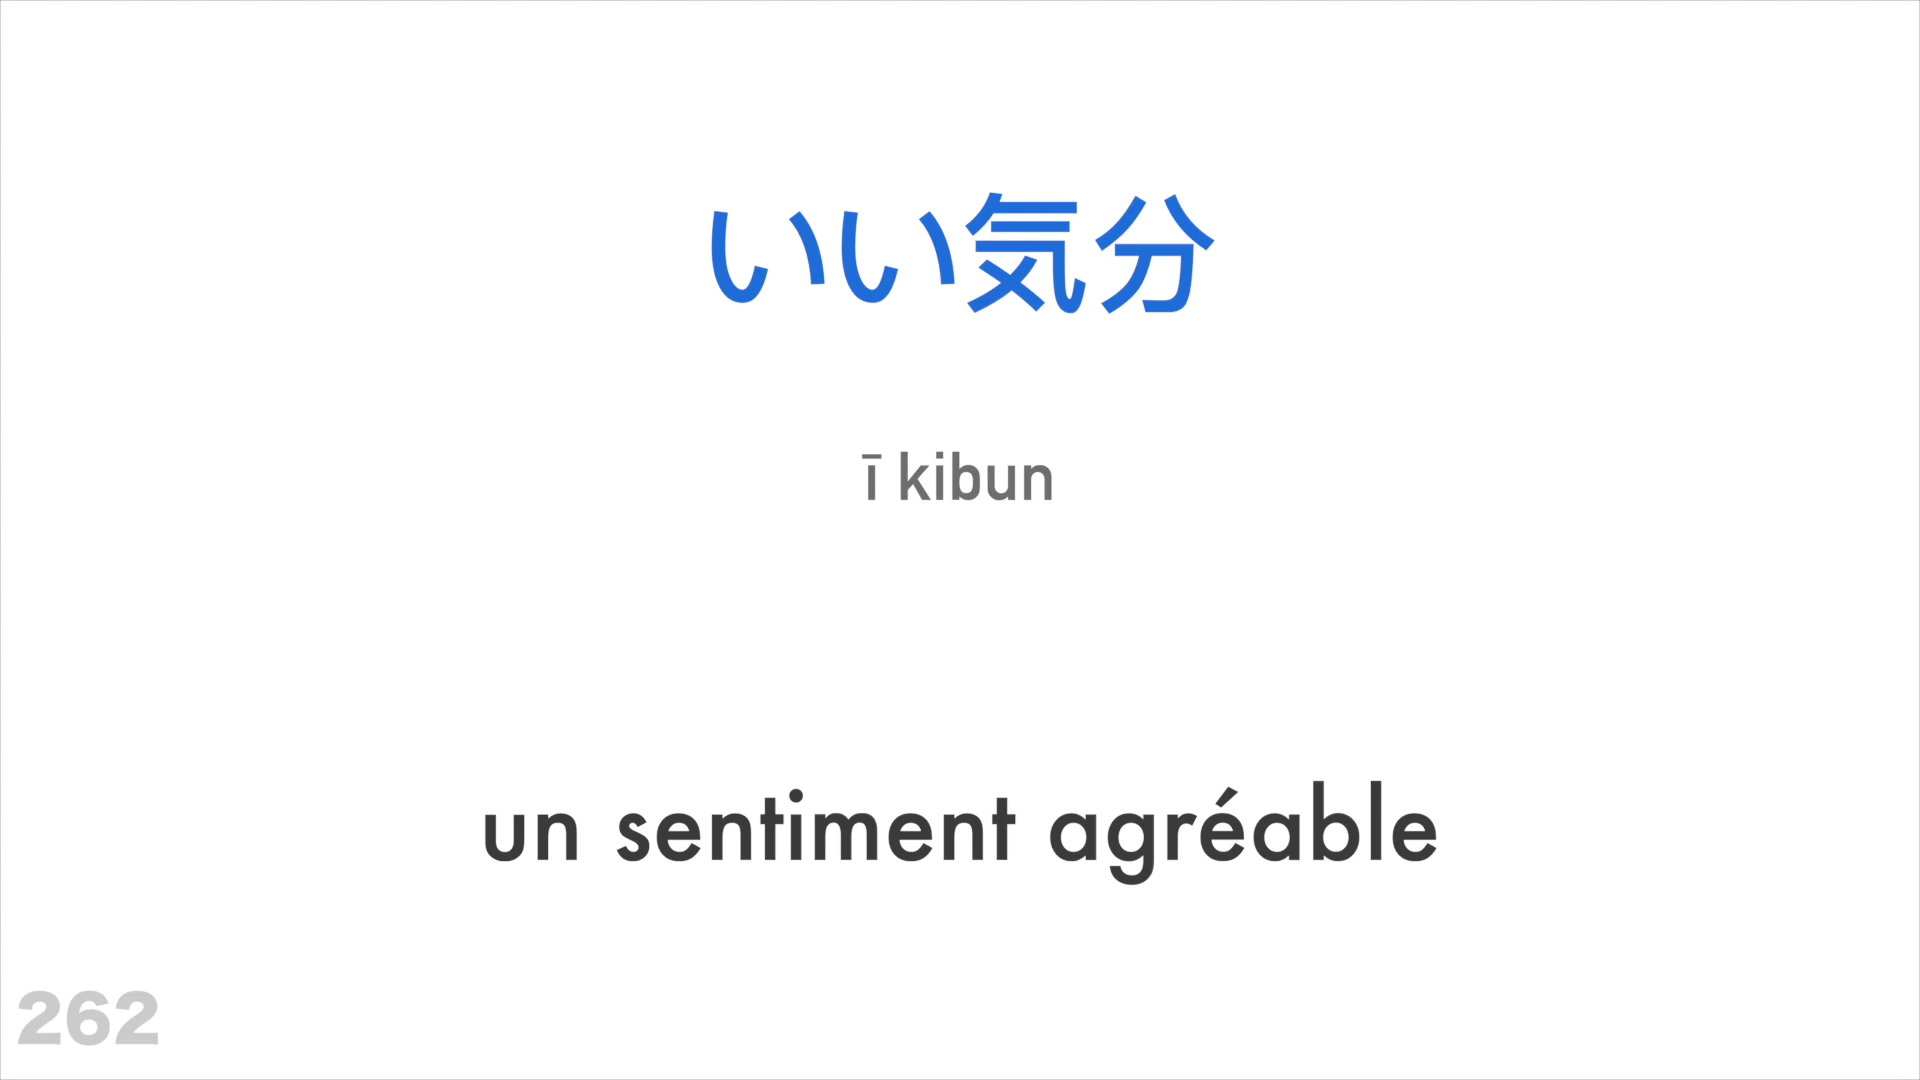 いい気分
ī kibun
un sentiment agréable
262